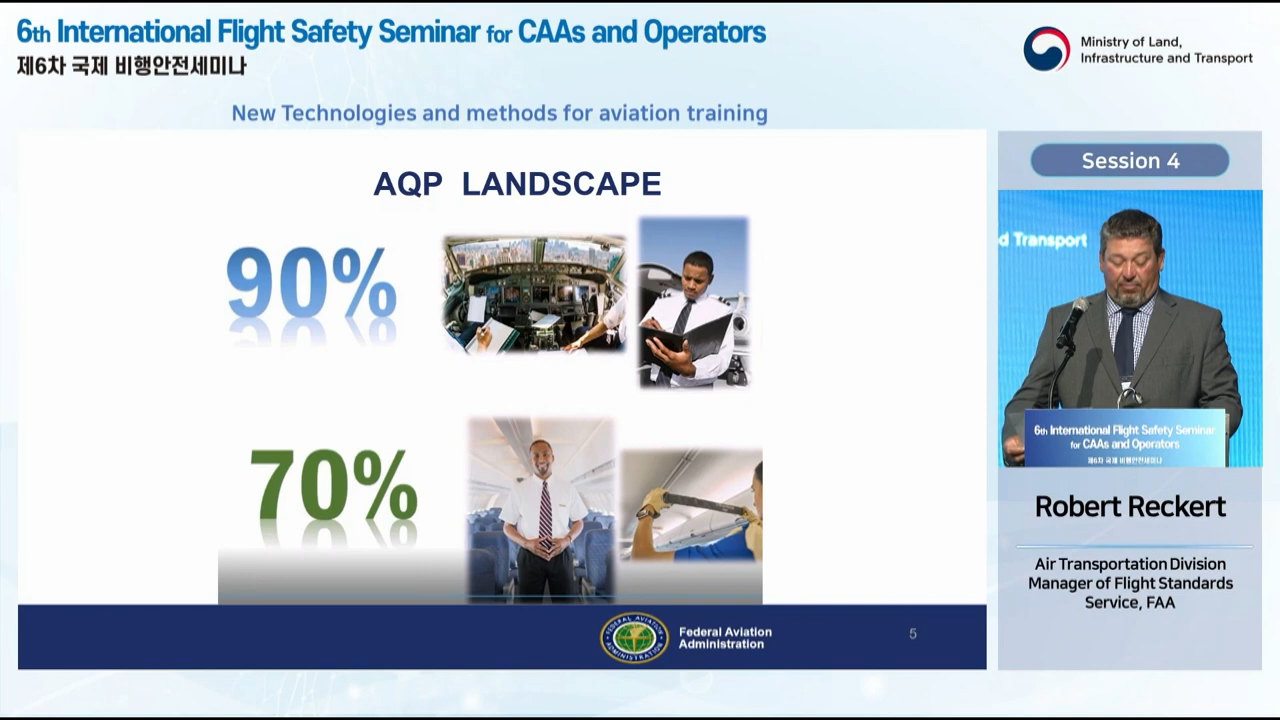 6th International Flight Safety Seminar for CAAs and Operators
제6차 국제 비행안전세미나
Ministry of Land,
Infrastructure and Transport
New Technologies and methods for aviation training
AQP LANDSCAPE
90%
70%
FEDERAL AVIATION
ADMINISTRATION
Federal Aviation
Administration
5
Session 4
d Transport
6th International Flight Safety Seminar
for CAAs and Operators
제6차 국제 비행안전세미나
Robert Reckert
Air Transportation Division
Manager of Flight Standards
Service, FAA